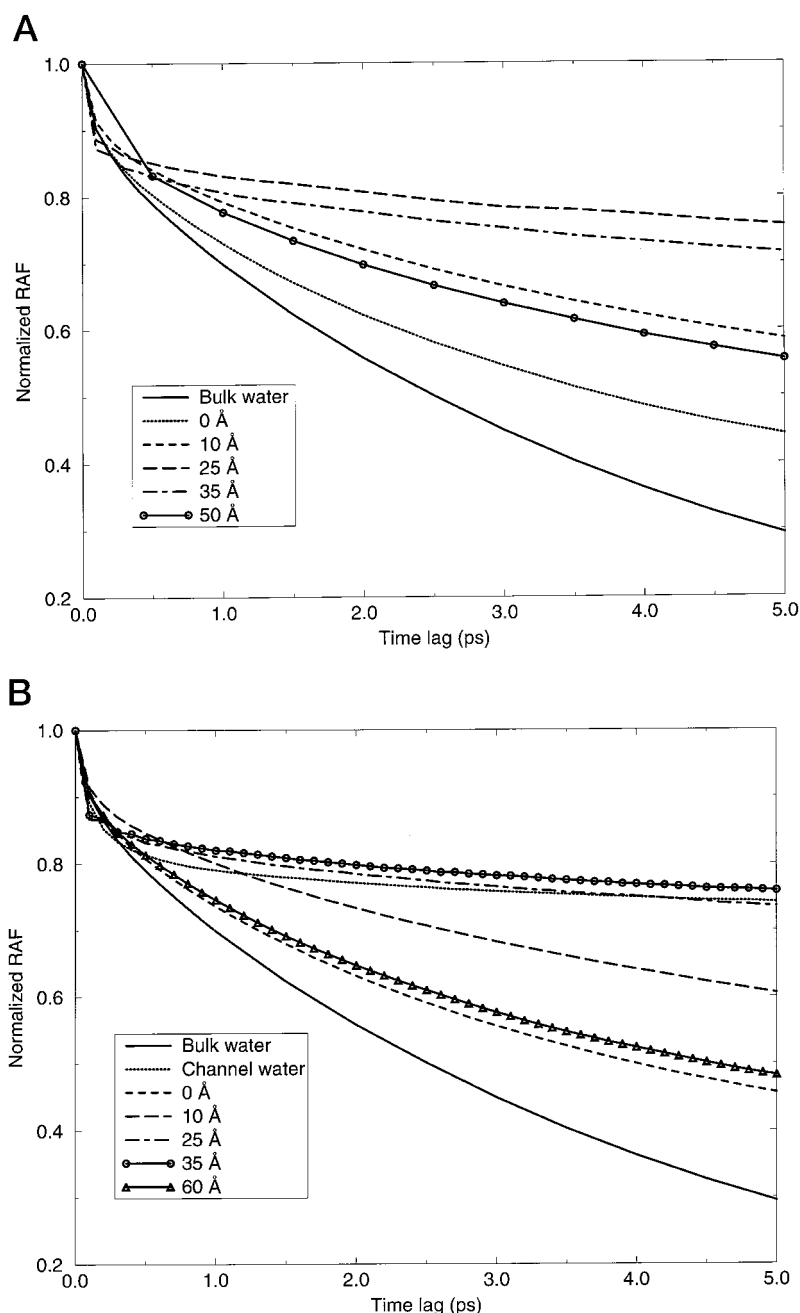 A
1.0
0.8
0.6
0.4
0.2
Normalized RAF
Bulk water
0 Å
10 Å
25 Å
35 Å
50 Å
0.0 1.0 2.0 3.0 4.0 5.0
Time lag (ps)
B
1.0
0.8
0.6
0.4
0.2
Normalized RAF
Bulk water
Channel water
0 Å
10 Å
25 Å
35 Å
60 Å
0.0 1.0 2.0 3.0 4.0 5.0
Time lag (ps)